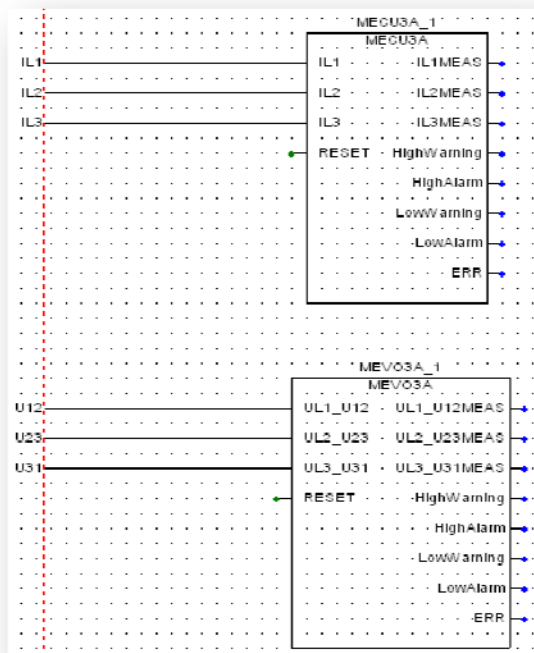 MECU3A_1
MECU3A
IL1 IL1 IL1MEAS
IL2 IL2 IL2MEAS
IL3 IL3 IL3MEAS
RESET HighWarning
HighAlarm
LowWarning
LowAlarm
ERR
MEVO3A_1
MEVO3A
U12 UL1_U12 UL1_U12MEAS
U23 UL2_U23 UL2_U23MEAS
U31 UL3_U31 UL3_U31MEAS
RESET HighWarning
HighAlarm
LowWarning
LowAlarm
ERR